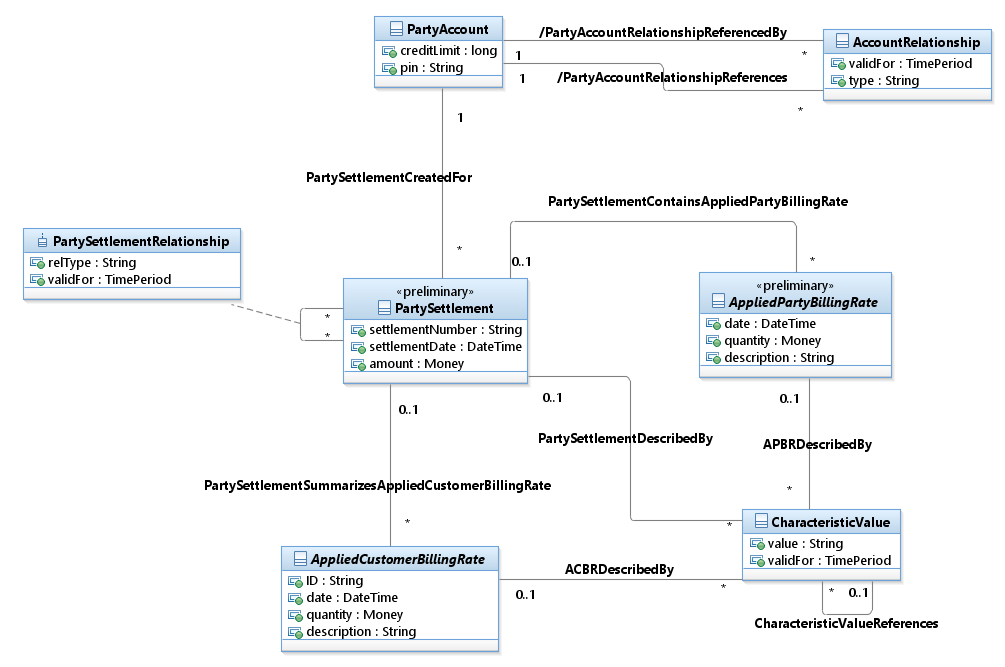 PartyAccount
creditLimit : long
pin : String
/PartyAccountRelationshipReferencedBy
1
*
/PartyAccountRelationshipReferences
1
*
AccountRelationship
validFor : TimePeriod
type : String
1
PartySettlementCreatedFor
*
PartySettlementContainsAppliedPartyBillingRate
0..1
*
PartySettlementRelationship
relType : String
validFor : TimePeriod
*
*
«preliminary»
PartySettlement
settlementNumber : String
settlementDate : DateTime
amount : Money
«preliminary»
AppliedPartyBillingRate
date : DateTime
quantity : Money
description : String
0..1
0..1
0..1
PartySettlementDescribedBy
APBRDescribedBy
PartySettlementSummarizesAppliedCustomerBillingRate
*
*
*
CharacteristicValue
value : String
validFor : TimePeriod
AppliedCustomerBillingRate
ID : String
date : DateTime
quantity : Money
description : String
ACBRDescribedBy
0..1
*
*
0..1
CharacteristicValueReferences